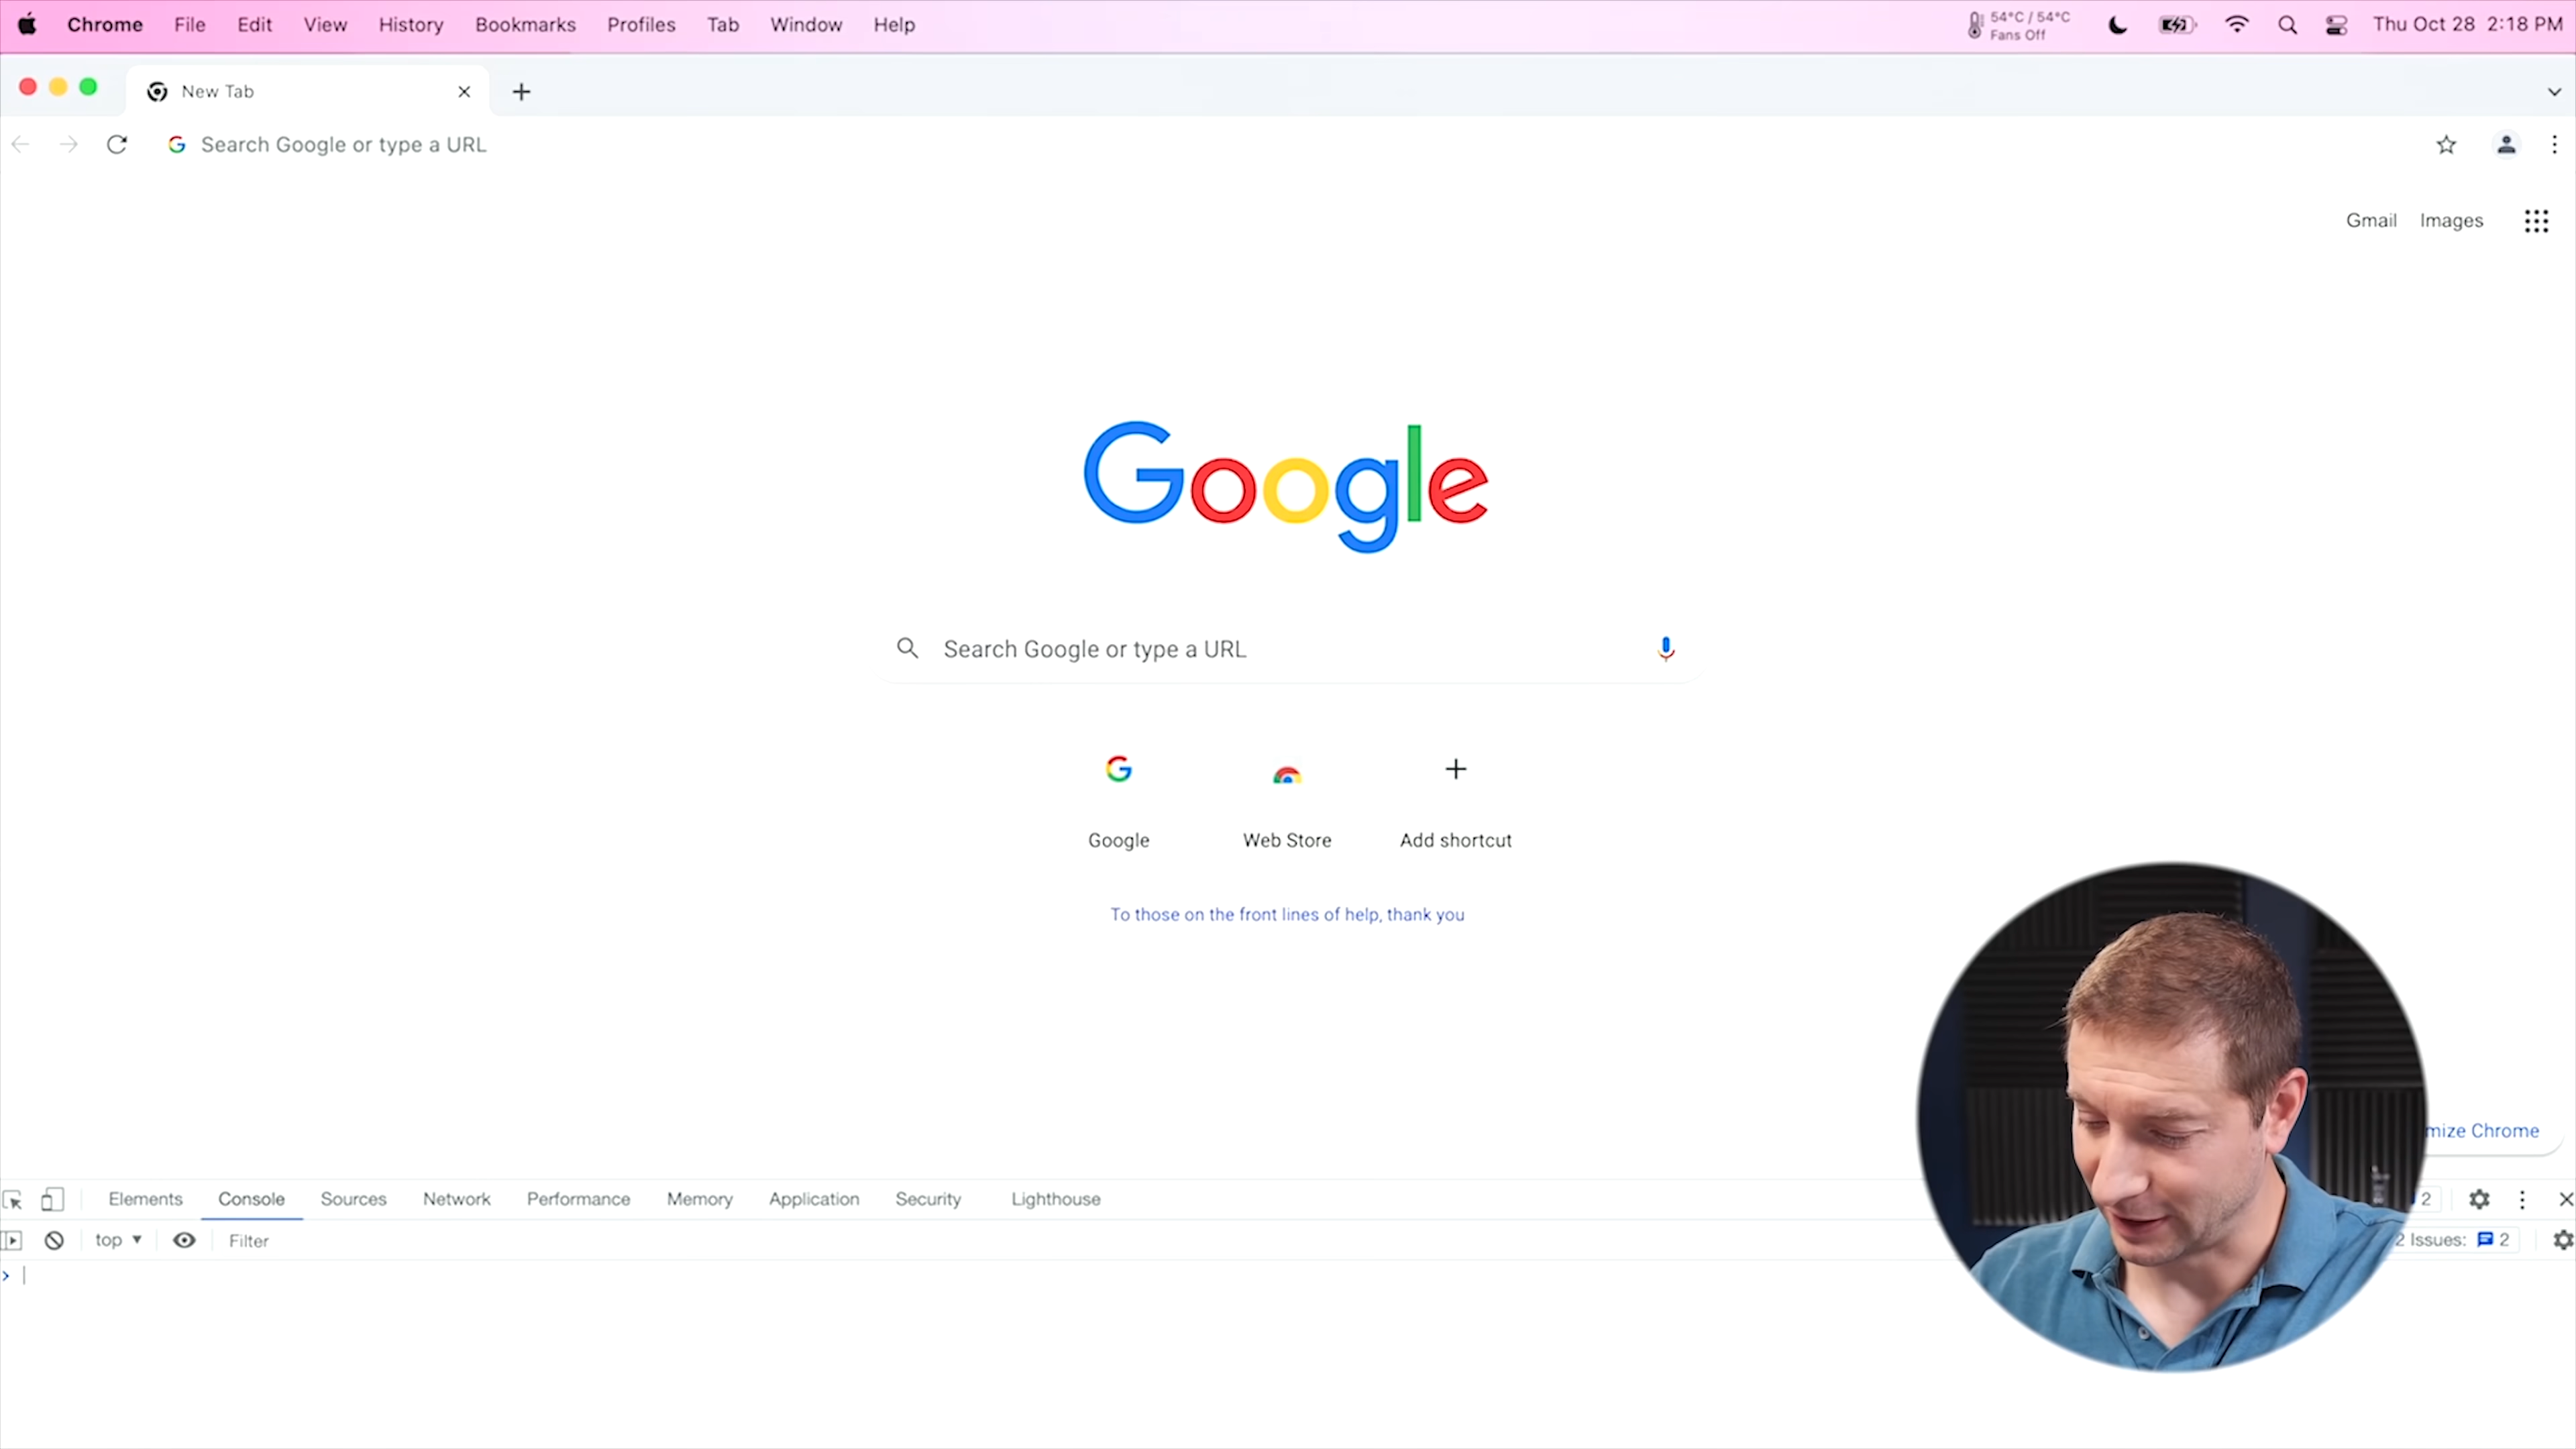 Chrome File Edit View History Bookmarks Profiles Tab Window Help
54°C / 54°C
Fans Off
Thu Oct 28 2:18 PM
New Tab
Search Google or type a URL
Gmail Images
Google
Search Google or type a URL
Google Web Store Add shortcut
To those on the front lines of help, thank you
mize Chrome
Elements Console Sources Network Performance Memory Application Security Lighthouse 2
top Filter 2 Issues: 2